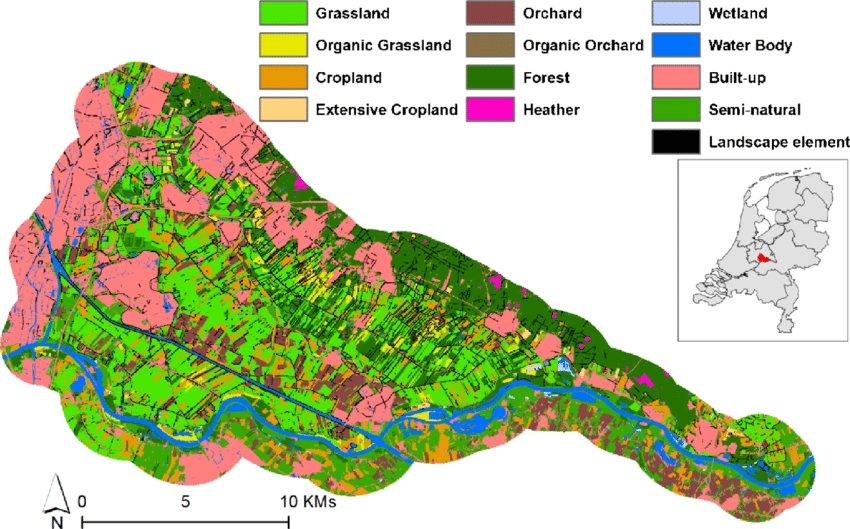 Grassland
Orchard
Wetland
Organic Grassland
Organic Orchard
Water Body
Cropland
Forest
Built-up
Extensive Cropland
Heather
Semi-natural
Landscape element
N
0 5 10 KMs